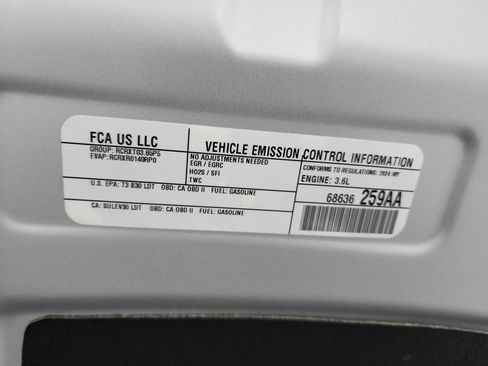 FCA US LLC
GROUP: RCRXT03.65P5
EVAP: RCRXR0140RP0
VEHICLE EMISSION CONTROL INFORMATION
NO ADJUSTMENTS NEEDED
EGR / EGRC
HO2S / SFI
TWC
CONFORMS TO REGULATIONS: 2024 MY
ENGINE: 3.6L
U.S. EPA: T3 B30 LDT OBD: CA OBD II FUEL: GASOLINE
CA: SULEV30 LDT OBD: CA OBD II FUEL: GASOLINE
68636 259AA